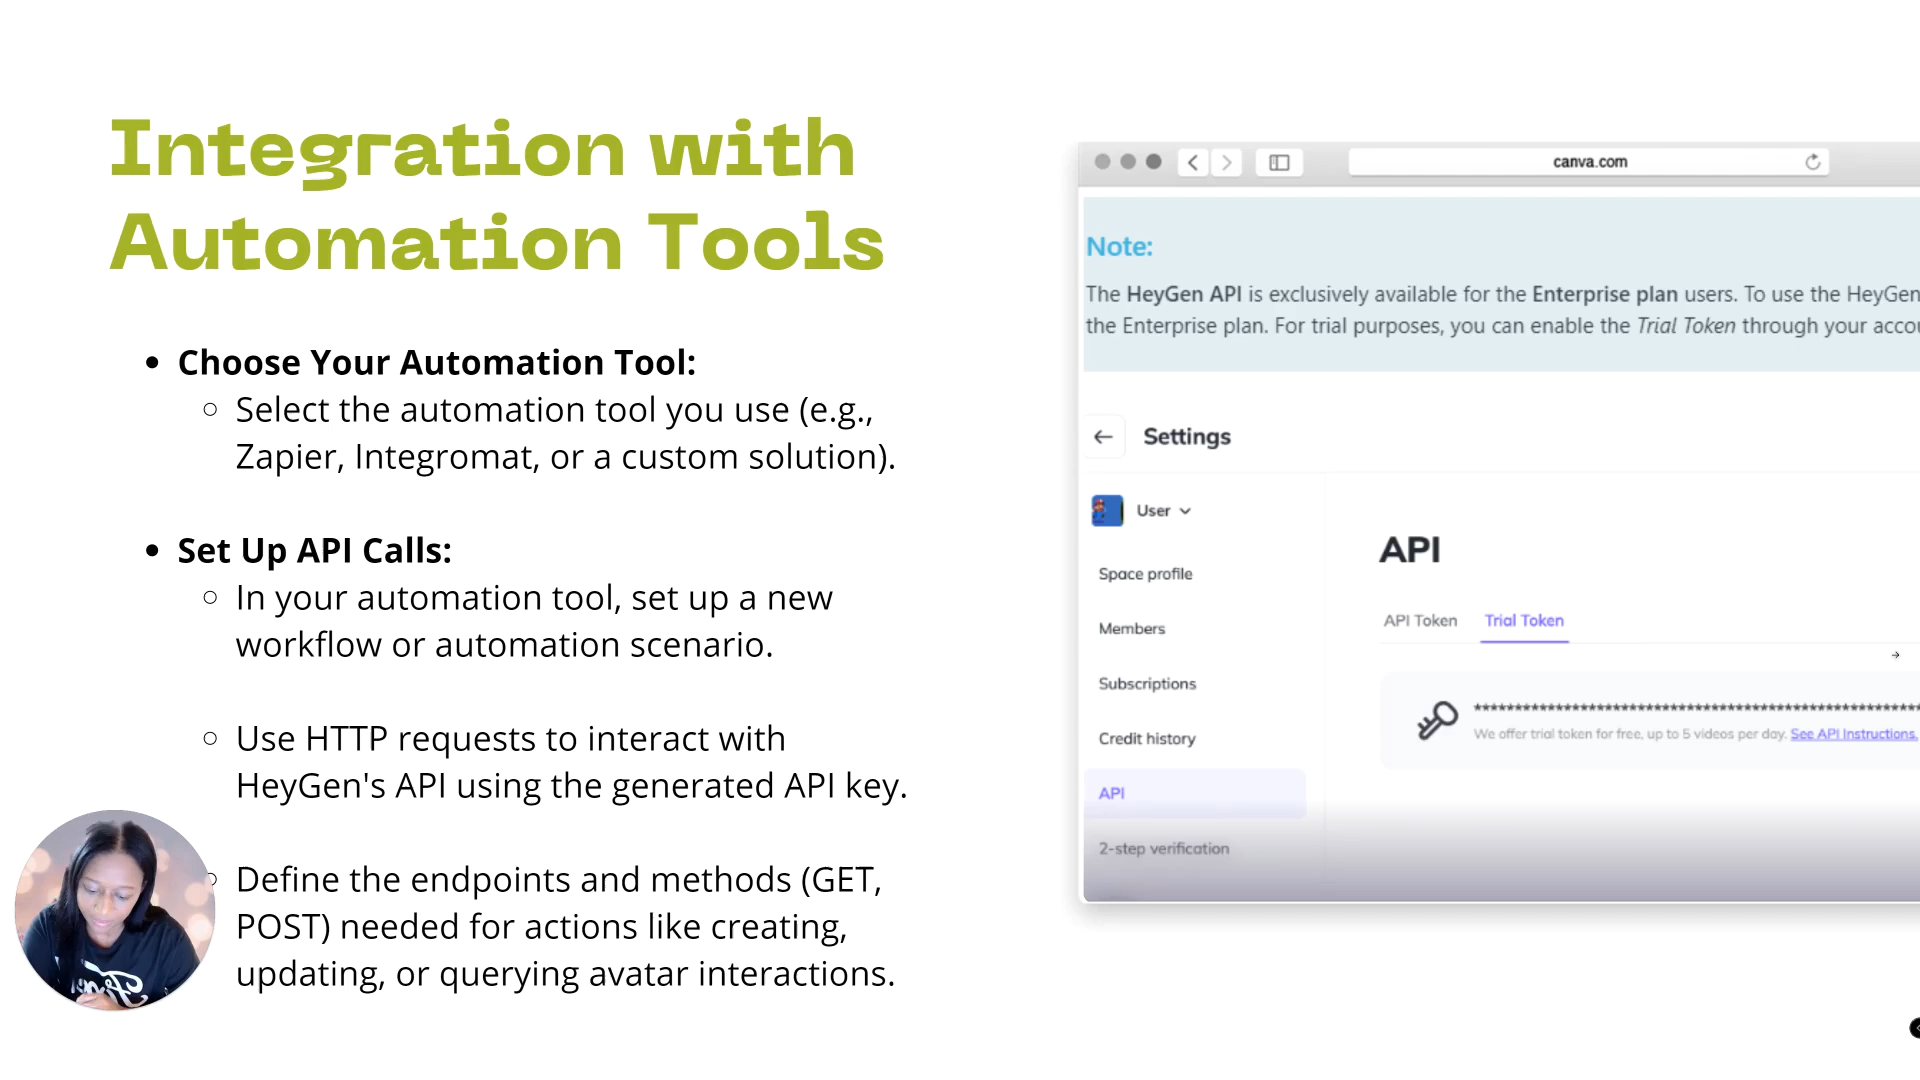 Integration with
Automation Tools
Choose Your Automation Tool:
Select the automation tool you use (e.g.,
Zapier, Integromat, or a custom solution).
Set Up API Calls:
In your automation tool, set up a new
workflow or automation scenario.
Use HTTP requests to interact with
HeyGen's API using the generated API key.
Define the endpoints and methods (GET,
POST) needed for actions like creating,
updating, or querying avatar interactions.
canva.com
Note:
The HeyGen API is exclusively available for the Enterprise plan users. To use the HeyGen
the Enterprise plan. For trial purposes, you can enable the Trial Token through your
Settings
User
Space profile
Members
Subscriptions
Credit history
API
2-step verification
API
API Token Trial Token
************************************************************
We offer trial token for free, up to 5 videos per day. See API Instructions.